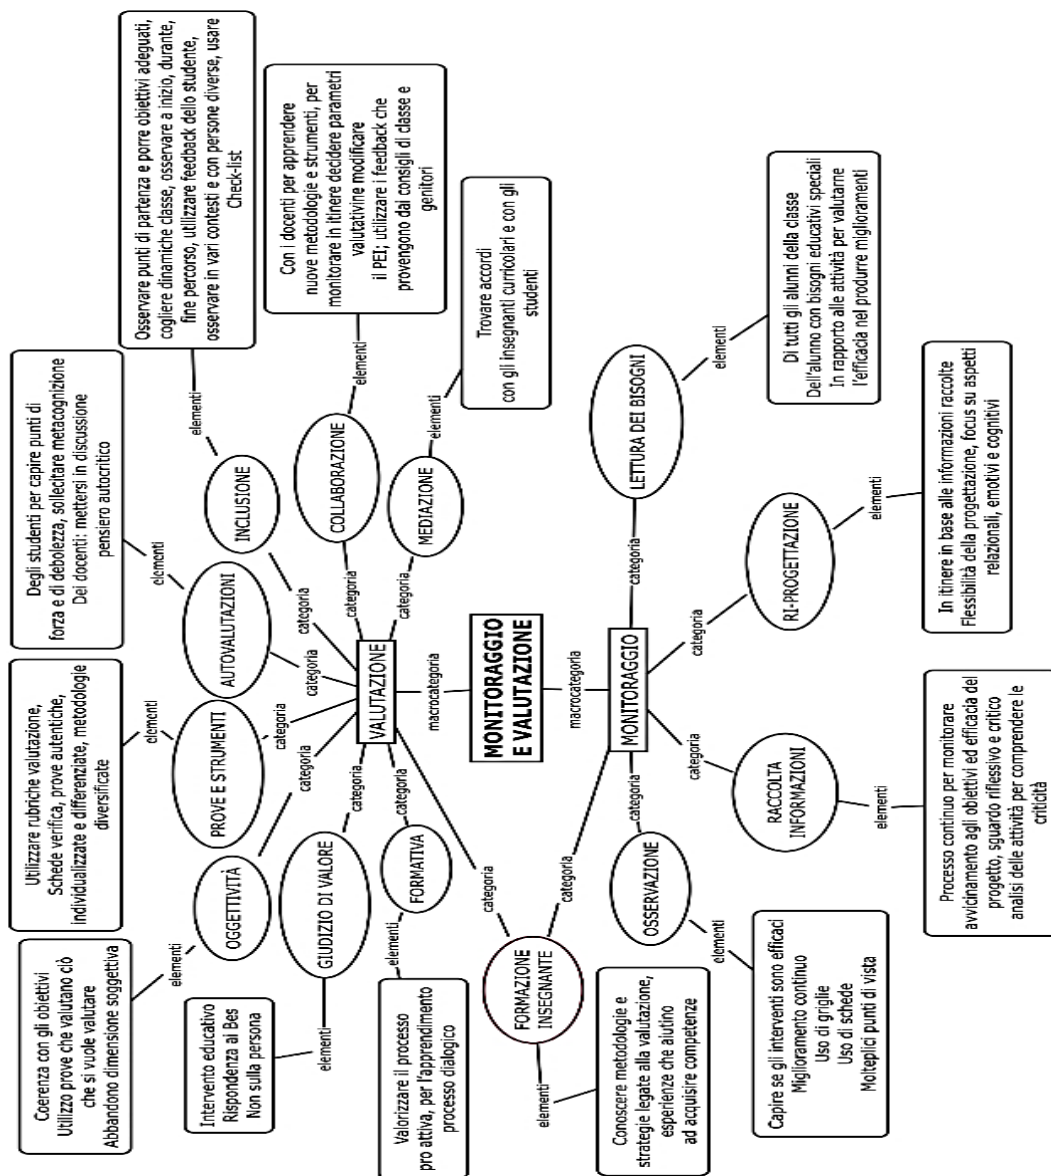 Coerenza con gli obiettivi
Utilizzo prove che valutano ciò
che si vuole valutare
Abbandono dimensione soggettiva
elementi
OGGETTIVITÀ
categoria
Utilizzare rubriche valutazione,
Schede verifica, prove autentiche,
individualizzate e differenziate, metodologie
diversificate
elementi
PROVE E STRUMENTI
categoria
Degli studenti per capire punti di
forza e di debolezza, sollecitare metacognizione
Dei docenti: mettersi in discussione
pensiero autocritico
elementi
AUTOVALUTAZIONI
categoria
Osservare punti di partenza e porre obiettivi adeguati,
cogliere dinamiche classe, osservare a inizio, durante,
fine percorso, utilizzare feedback dello studente,
osservare in vari contesti e con persone diverse, usare
Check-list
elementi
INCLUSIONE
categoria
Intervento educativo
Rispondenza ai Bes
Non sulla persona
elementi
GIUDIZIO DI VALORE
categoria
Con i docenti per apprendere
nuove metodologie e strumenti, per
monitorare in itinere decidere parametri
valutativine modificare
il PEI; utilizzare i feedback che
provengono dai consigli di classe e
genitori
elementi
COLLABORAZIONE
categoria
Valorizzare il processo
pro attiva, per l'apprendimento
processo dialogico
elementi
FORMATIVA
categoria
Trovare accordi
con gli insegnanti curricolari e con gli
studenti
elementi
MEDIAZIONE
categoria
VALUTAZIONE
macrocategoria
MONITORAGGIO
E VALUTAZIONE
macrocategoria
MONITORAGGIO
categoria
categoria
FORMAZIONE
INSEGNANTE
elementi
Conoscere metodologie e
strategie legate alla valutazione,
esperienze che aiutino
ad acquisire competenze
categoria
OSSERVAZIONE
elementi
Capire se gli interventi sono efficaci
Miglioramento continuo
Uso di griglie
Uso di schede
Molteplici punti di vista
categoria
RACCOLTA
INFORMAZIONI
elementi
Processo continuo per monitorare
avvicinamento agli obiettivi ed efficacia del
progetto, sguardo riflessivo e critico
analisi delle attività per comprendere le
criticità
categoria
RI-PROGETTAZIONE
elementi
In itinere in base alle informazioni raccolte
Flessibilità della progettazione, focus su aspetti
relazionali, emotivi e cognitivi
categoria
LETTURA DEI BISOGNI
elementi
Di tutti gli alunni della classe
Dell'alunno con bisogni educativi speciali
In rapporto alle attività per valutarne
l'efficacia nel produrre miglioramenti